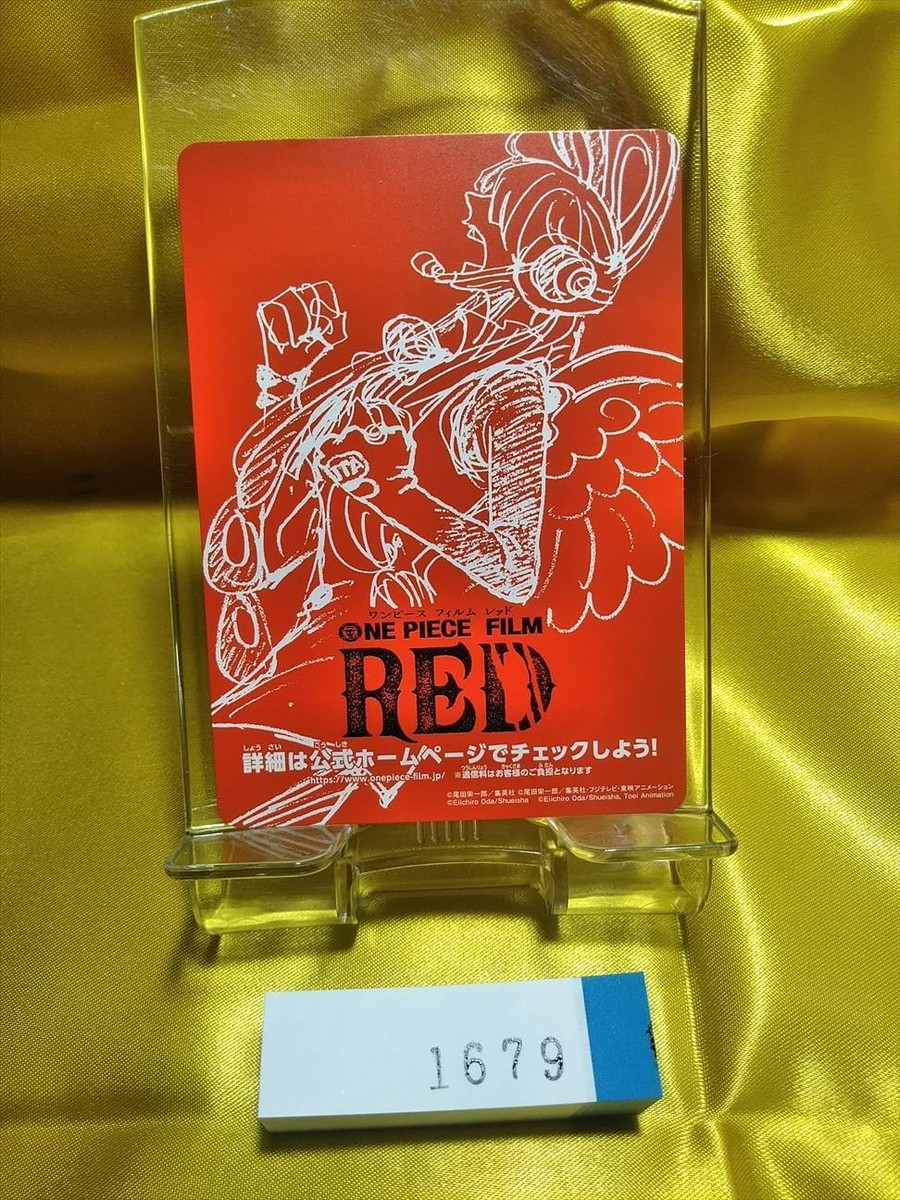 ワンピース フィルム レッド
ONE PIECE FILM
RED
しょうさい こうしき
詳細は公式ホームページでチェックしよう!
つうしんりょう きゃくさま ふたん
https://www.onepiece-film.jp/ ※通信料はお客様のご負担となります
©尾田栄一郎/集英社 ©尾田栄一郎/集英社・フジテレビ・東映アニメーション
©Eiichiro Oda/Shueisha ©Eiichiro Oda/Shueisha, Toei Animation
1679